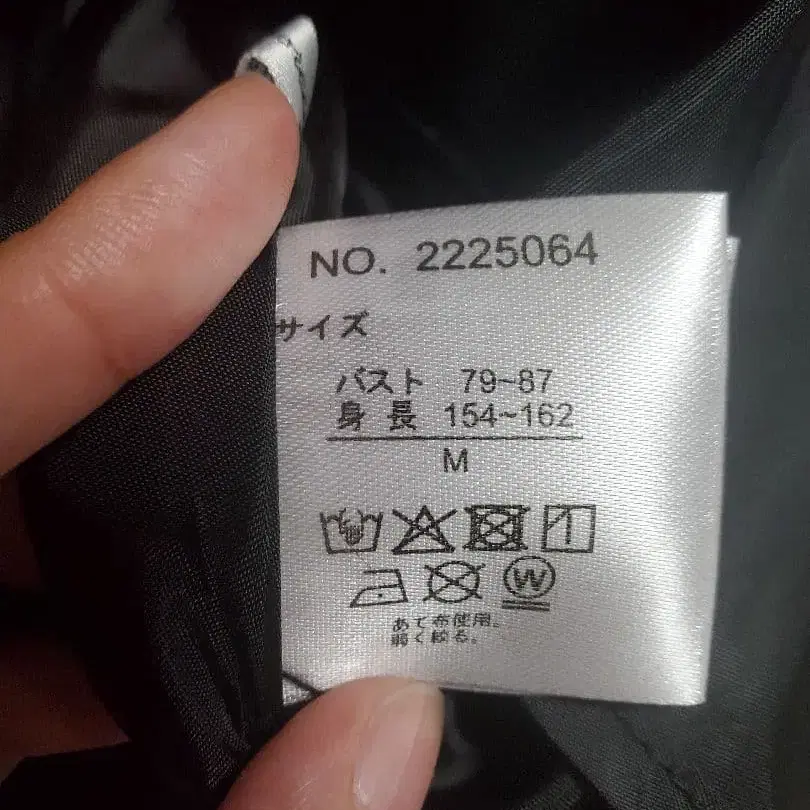 NO. 2225064
サイズ
バスト 79~87
身長 154~162
M
W
あて布使用。
弱く絞る。